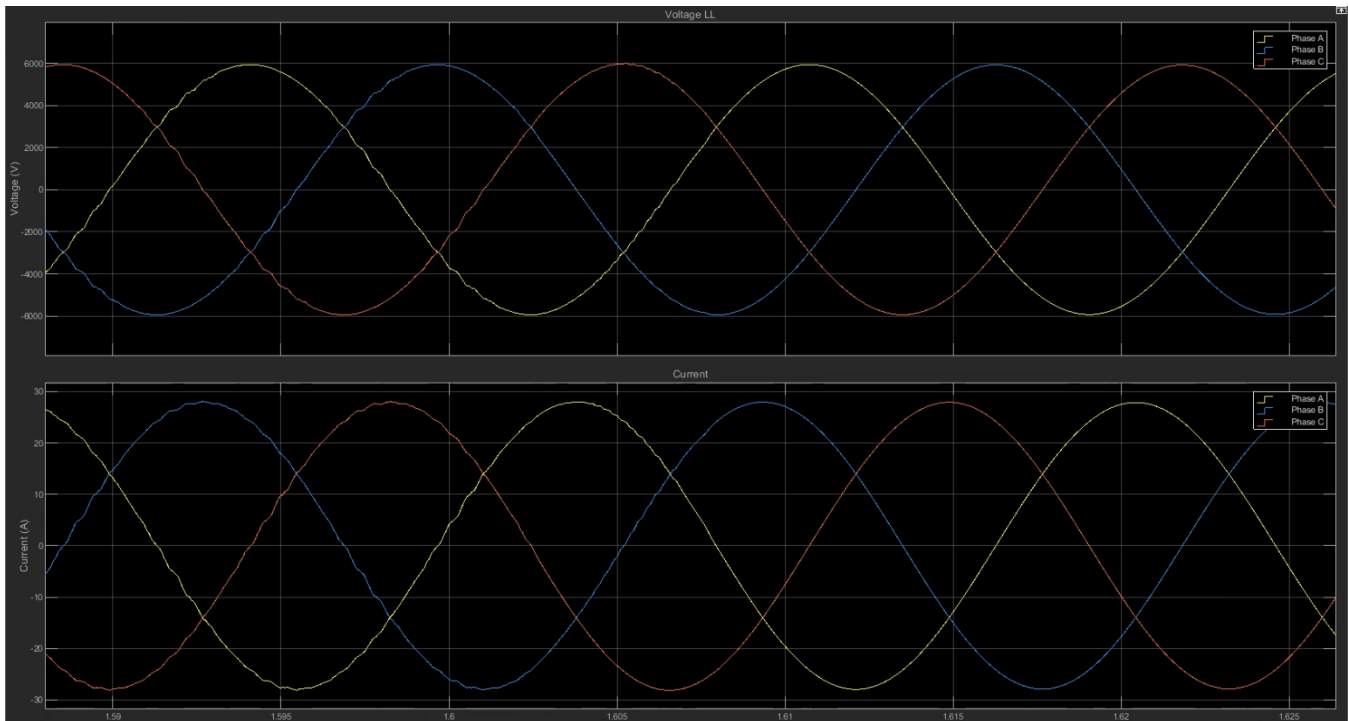 Voltage LL
Phase A
Phase B
Phase C
6000
4000
2000
0
-2000
-4000
-6000
Voltage (V)
Current
Phase A
Phase B
Phase C
30
20
10
0
-10
-20
-30
Current (A)
1.59
1.595
1.6
1.605
1.61
1.615
1.62
1.625